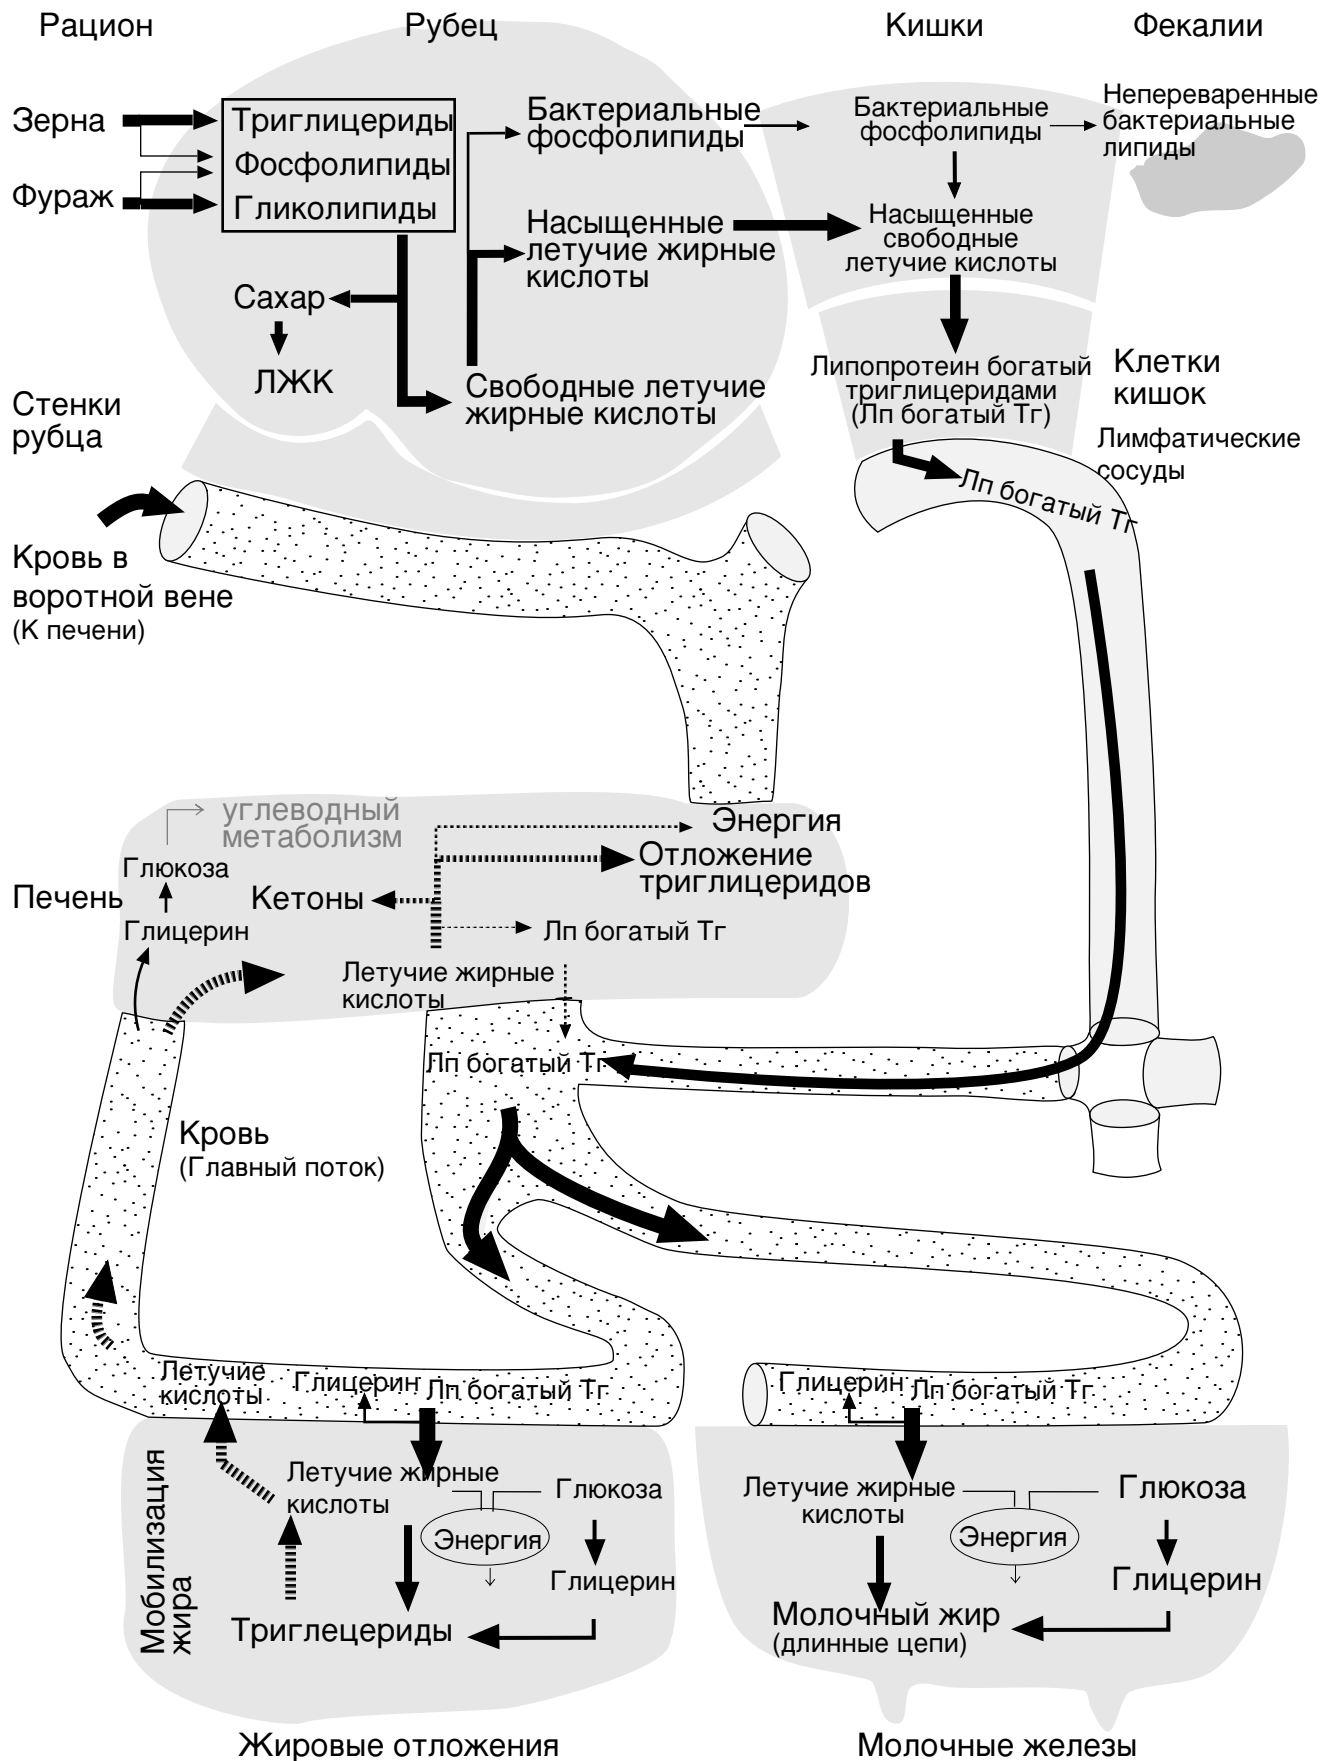 Рацион
Рубец
Кишки
Фекалии
Зерна
Фураж
Триглицериды
Фосфолипиды
Гликолипиды
Бактериальные
фосфолипиды
Бактериальные
фосфолипиды
Непереваренные
бактериальные
липиды
Насыщенные
летучие жирные
кислоты
Насыщенные
свободные
летучие кислоты
Сахар
ЛЖК
Свободные летучие
жирные кислоты
Липопротеин богатый
триглицеридами
(Лп богатый Тг)
Клетки
кишок
Стенки
рубца
Лимфатические
сосуды
Лп богатый Тг
Кровь в
воротной вене
(К печени)
углеводный
метаболизм
Энергия
Глюкоза
Отложение
триглицеридов
Печень
Кетоны
Глицерин
Лп богатый Тг
Летучие жирные
кислоты
Лп богатый Тг
Кровь
(Главный поток)
Летучие
кислоты
Глицерин
Лп богатый Тг
Глицерин
Лп богатый Тг
Мобилизация
жира
Летучие жирные
кислоты
Глюкоза
Энергия
Глицерин
Триглецериды
Летучие жирные
кислоты
Глюкоза
Энергия
Глицерин
Молочный жир
(длинные цепи)
Жировые отложения
Молочные железы